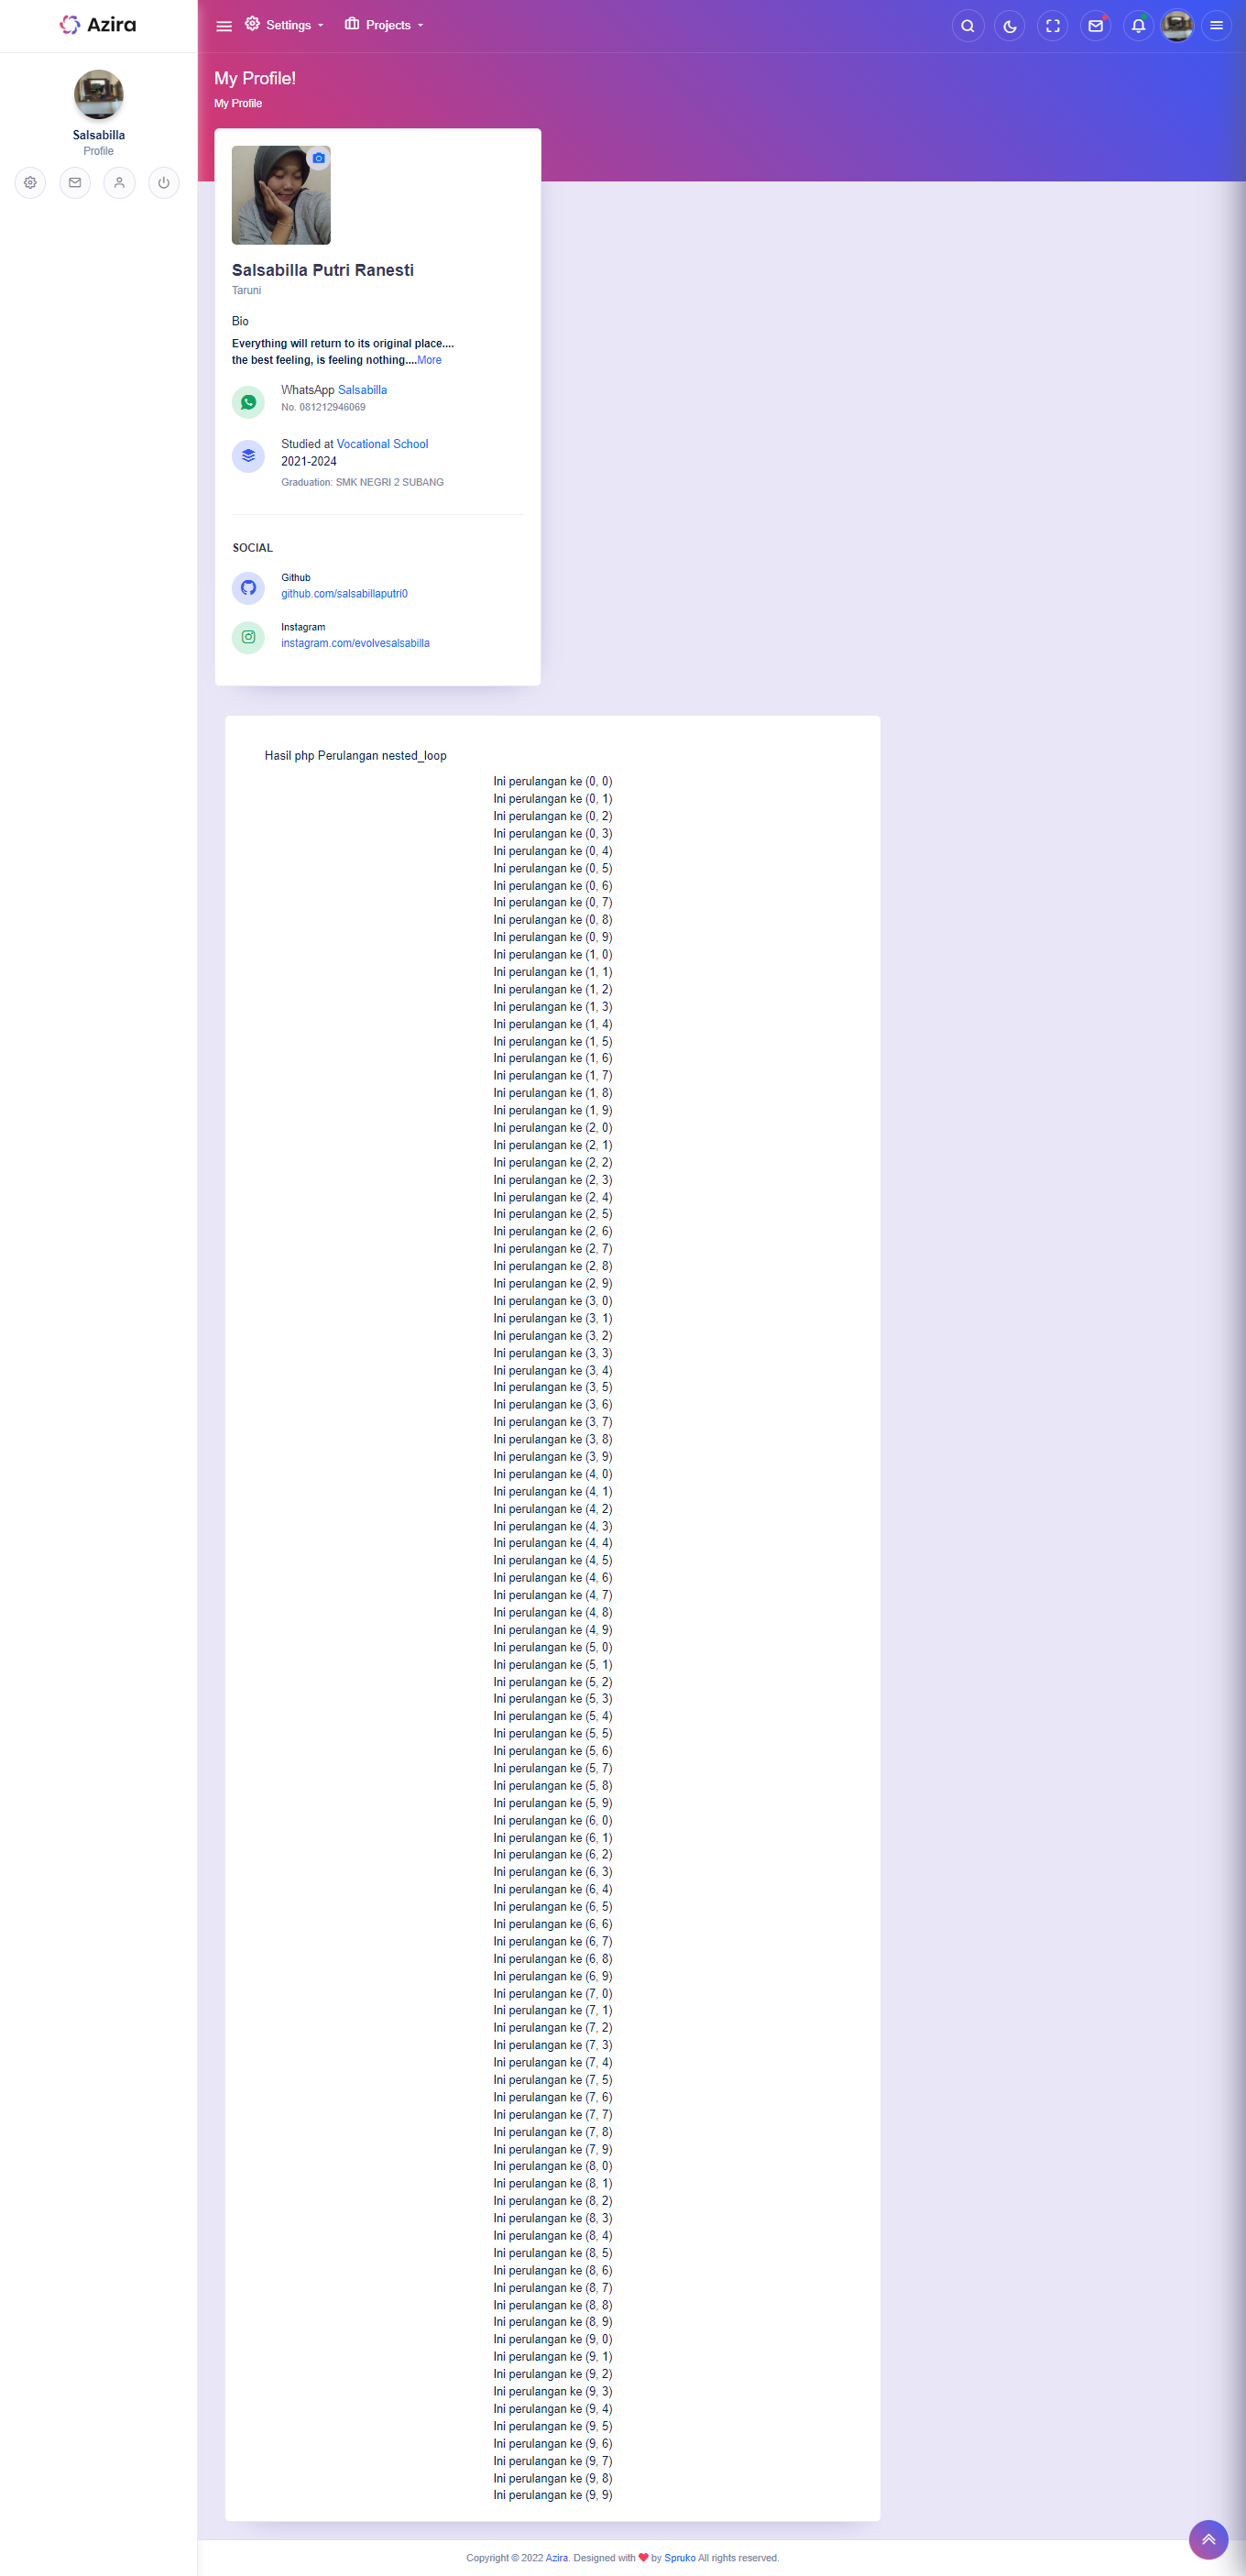 Azira
Settings
Projects
Salsabilla
Profile
My Profile!
My Profile
Salsabilla Putri Ranesti
Taruni
Bio
Everything will return to its original place....
the best feeling, is feeling nothing....More
WhatsApp Salsabilla
No. 081212946069
Studied at Vocational School
2021-2024
Graduation: SMK NEGRI 2 SUBANG
SOCIAL
Github
github.com/salsabillaputri0
Instagram
instagram.com/evolvesalsabilla
Hasil php Perulangan nested_loop
Ini perulangan ke (0, 0)
Ini perulangan ke (0, 1)
Ini perulangan ke (0, 2)
Ini perulangan ke (0, 3)
Ini perulangan ke (0, 4)
Ini perulangan ke (0, 5)
Ini perulangan ke (0, 6)
Ini perulangan ke (0, 7)
Ini perulangan ke (0, 8)
Ini perulangan ke (0, 9)
Ini perulangan ke (1, 0)
Ini perulangan ke (1, 1)
Ini perulangan ke (1, 2)
Ini perulangan ke (1, 3)
Ini perulangan ke (1, 4)
Ini perulangan ke (1, 5)
Ini perulangan ke (1, 6)
Ini perulangan ke (1, 7)
Ini perulangan ke (1, 8)
Ini perulangan ke (1, 9)
Ini perulangan ke (2, 0)
Ini perulangan ke (2, 1)
Ini perulangan ke (2, 2)
Ini perulangan ke (2, 3)
Ini perulangan ke (2, 4)
Ini perulangan ke (2, 5)
Ini perulangan ke (2, 6)
Ini perulangan ke (2, 7)
Ini perulangan ke (2, 8)
Ini perulangan ke (2, 9)
Ini perulangan ke (3, 0)
Ini perulangan ke (3, 1)
Ini perulangan ke (3, 2)
Ini perulangan ke (3, 3)
Ini perulangan ke (3, 4)
Ini perulangan ke (3, 5)
Ini perulangan ke (3, 6)
Ini perulangan ke (3, 7)
Ini perulangan ke (3, 8)
Ini perulangan ke (3, 9)
Ini perulangan ke (4, 0)
Ini perulangan ke (4, 1)
Ini perulangan ke (4, 2)
Ini perulangan ke (4, 3)
Ini perulangan ke (4, 4)
Ini perulangan ke (4, 5)
Ini perulangan ke (4, 6)
Ini perulangan ke (4, 7)
Ini perulangan ke (4, 8)
Ini perulangan ke (4, 9)
Ini perulangan ke (5, 0)
Ini perulangan ke (5, 1)
Ini perulangan ke (5, 2)
Ini perulangan ke (5, 3)
Ini perulangan ke (5, 4)
Ini perulangan ke (5, 5)
Ini perulangan ke (5, 6)
Ini perulangan ke (5, 7)
Ini perulangan ke (5, 8)
Ini perulangan ke (5, 9)
Ini perulangan ke (6, 0)
Ini perulangan ke (6, 1)
Ini perulangan ke (6, 2)
Ini perulangan ke (6, 3)
Ini perulangan ke (6, 4)
Ini perulangan ke (6, 5)
Ini perulangan ke (6, 6)
Ini perulangan ke (6, 7)
Ini perulangan ke (6, 8)
Ini perulangan ke (6, 9)
Ini perulangan ke (7, 0)
Ini perulangan ke (7, 1)
Ini perulangan ke (7, 2)
Ini perulangan ke (7, 3)
Ini perulangan ke (7, 4)
Ini perulangan ke (7, 5)
Ini perulangan ke (7, 6)
Ini perulangan ke (7, 7)
Ini perulangan ke (7, 8)
Ini perulangan ke (7, 9)
Ini perulangan ke (8, 0)
Ini perulangan ke (8, 1)
Ini perulangan ke (8, 2)
Ini perulangan ke (8, 3)
Ini perulangan ke (8, 4)
Ini perulangan ke (8, 5)
Ini perulangan ke (8, 6)
Ini perulangan ke (8, 7)
Ini perulangan ke (8, 8)
Ini perulangan ke (8, 9)
Ini perulangan ke (9, 0)
Ini perulangan ke (9, 1)
Ini perulangan ke (9, 2)
Ini perulangan ke (9, 3)
Ini perulangan ke (9, 4)
Ini perulangan ke (9, 5)
Ini perulangan ke (9, 6)
Ini perulangan ke (9, 7)
Ini perulangan ke (9, 8)
Ini perulangan ke (9, 9)
Copyright © 2022 Azira. Designed with ❤ by Spruko All rights reserved.